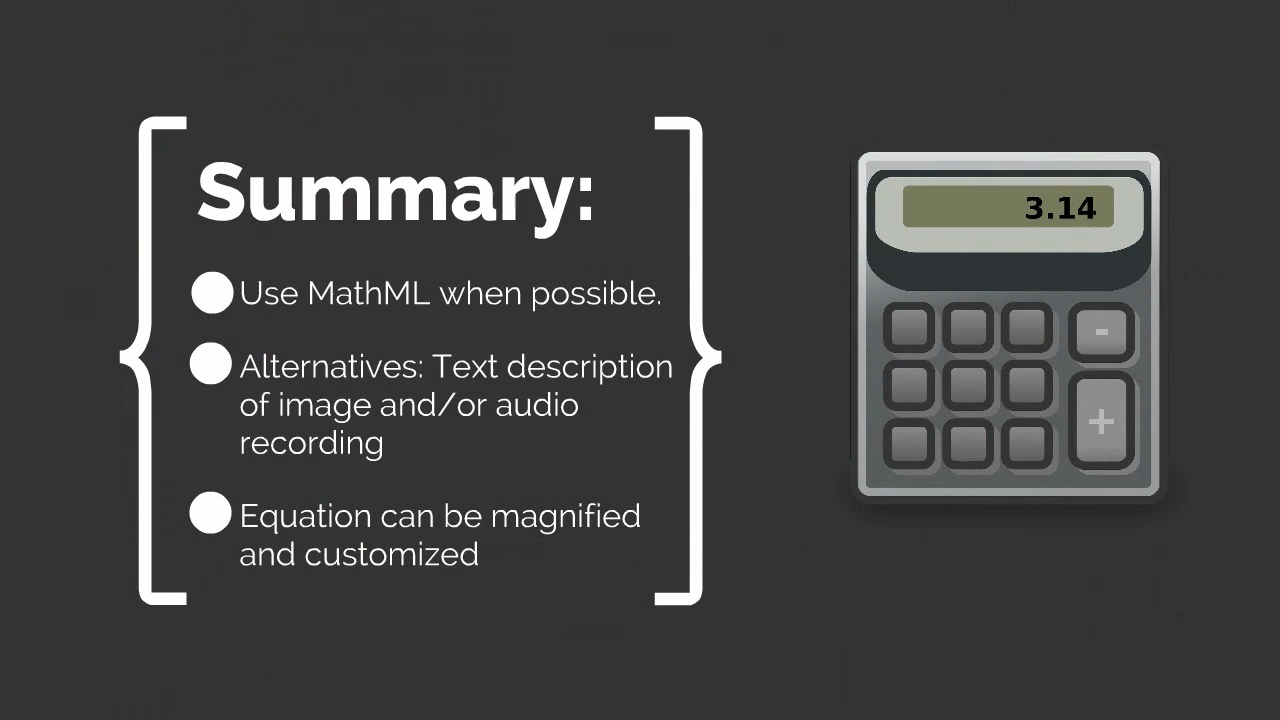 Summary:
Use MathML when possible.
Alternatives: Text description
of image and/or audio
recording
Equation can be magnified
and customized
3.14
-
+